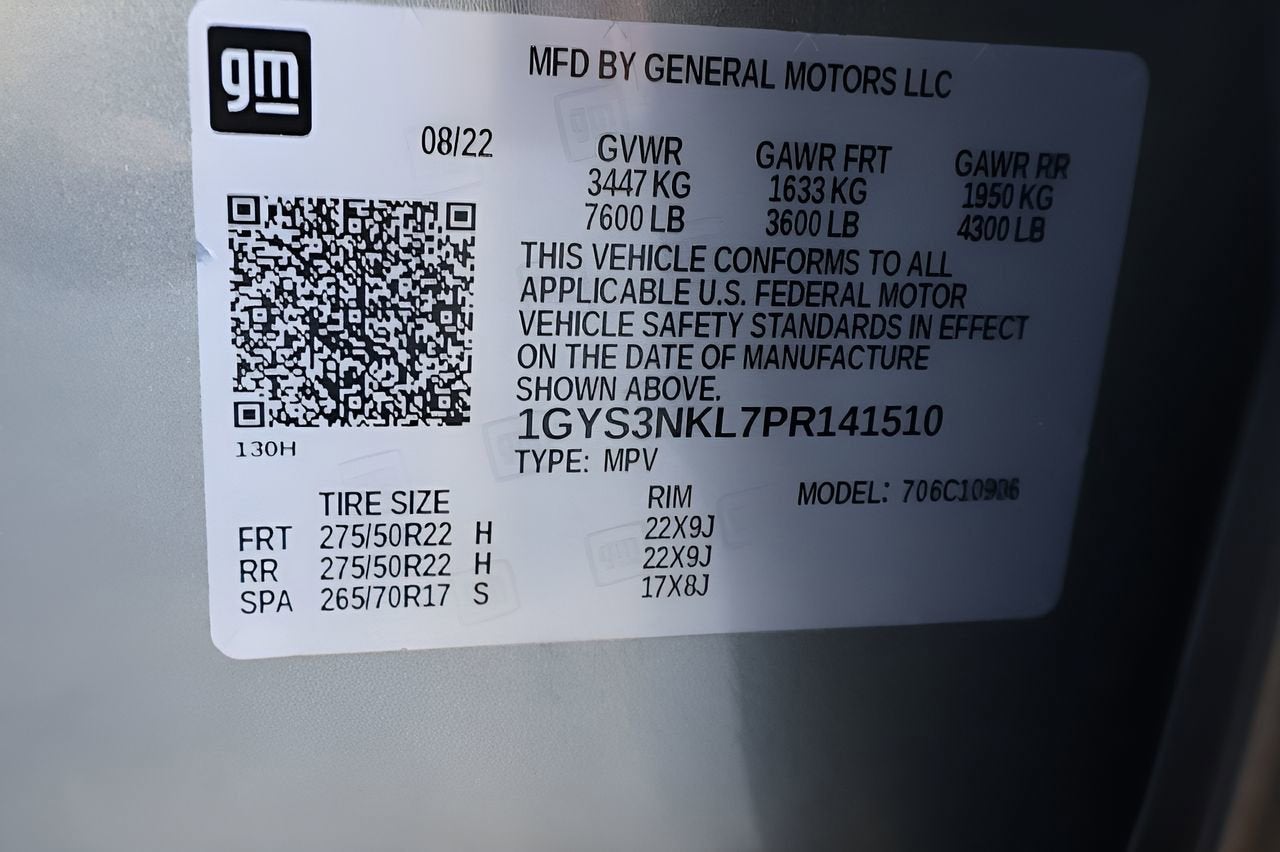 gm
MFD BY GENERAL MOTORS LLC
08/22 GVWR GAWR FRT GAWR RR
3447 KG 1633 KG 1950 KG
7600 LB 3600 LB 4300 LB
THIS VEHICLE CONFORMS TO ALL
APPLICABLE U.S. FEDERAL MOTOR
VEHICLE SAFETY STANDARDS IN EFFECT
ON THE DATE OF MANUFACTURE
SHOWN ABOVE.
1GYS3NKL7PR141510
130H
TYPE: MPV
TIRE SIZE RIM MODEL:
FRT 275/50R22 H 22X9J
RR 275/50R22 H 22X9J
SPA 265/70R17 S 17X8J